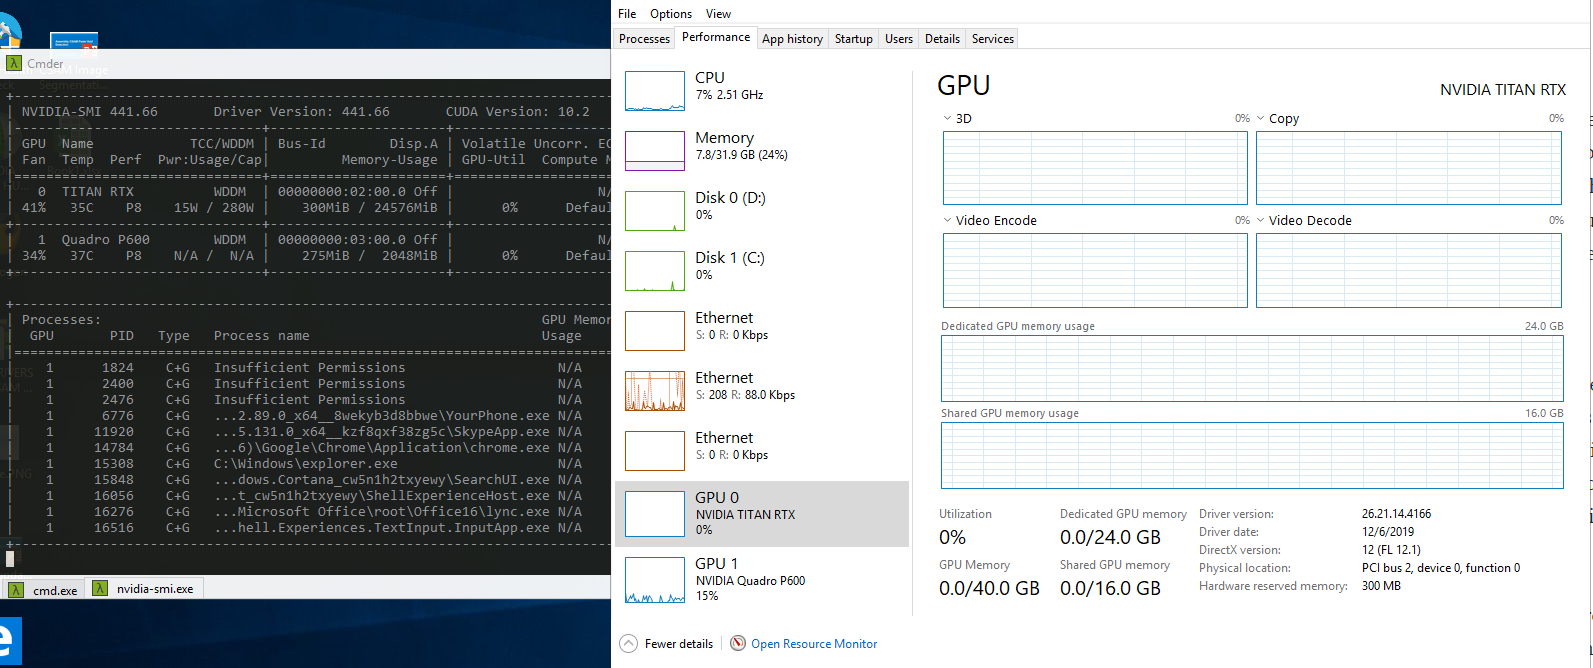 Cmder
NVIDIA-SMI 441.66 Driver Version: 441.66 CUDA Version: 10.2
GPU Name TCC/WDDM | Bus-Id Disp.A | Volatile Uncorr. EC
Fan Temp Perf Pwr:Usage/Cap| Memory-Usage | GPU-Util Compute M
0 TITAN RTX WDDM | 00000000:02:00.0 Off | N/
41% 35C P8 15W / 280W | 300MiB / 24576MiB | 0% Defau
1 Quadro P600 WDDM | 00000000:03:00.0 Off | N/
34% 37C P8 N/A / N/A | 275MiB / 2048MiB | 0% Defau
Processes: GPU Memor
GPU PID Type Process name Usage
1 1824 C+G Insufficient Permissions N/A
1 2400 C+G Insufficient Permissions N/A
1 2476 C+G Insufficient Permissions N/A
1 6776 C+G ...2.89.0_x64__8wekyb3d8bbwe\YourPhone.exe N/A
1 11920 C+G ...5.131.0_x64__kzf8qxf38zg5c\SkypeApp.exe N/A
1 14784 C+G ...6)\Google\Chrome\Application\chrome.exe N/A
1 15308 C+G C:\Windows\explorer.exe N/A
1 15848 C+G ...dows.Cortana_cw5n1h2txyewy\SearchUI.exe N/A
1 16056 C+G ...t_cw5n1h2txyewy\ShellExperienceHost.exe N/A
1 16276 C+G ...Microsoft Office\root\Office16\lync.exe N/A
1 16516 C+G ...hell.Experiences.TextInput.InputApp.exe N/A
cmd.exe nvidia-smi.exe
File Options View
Processes Performance App history Startup Users Details Services
CPU
7% 2.51 GHz
Memory
7.8/31.9 GB (24%)
Disk 0 (D:)
0%
Disk 1 (C:)
0%
Ethernet
S: 0 R: 0 Kbps
Ethernet
S: 208 R: 88.0 Kbps
Ethernet
S: 0 R: 0 Kbps
GPU 0
NVIDIA TITAN RTX
0%
GPU 1
NVIDIA Quadro P600
15%
Fewer details Open Resource Monitor
GPU NVIDIA TITAN RTX
3D 0% Copy 0%
Video Encode 0% Video Decode 0%
Dedicated GPU memory usage 24.0 GB
Shared GPU memory usage 16.0 GB
Utilization
0%
Dedicated GPU memory
0.0/24.0 GB
GPU Memory
0.0/40.0 GB
Shared GPU memory
0.0/16.0 GB
Driver version: 26.21.14.4166
Driver date: 12/6/2019
DirectX version: 12 (FL 12.1)
Physical location: PCI bus 2, device 0, function 0
Hardware reserved memory: 300 MB